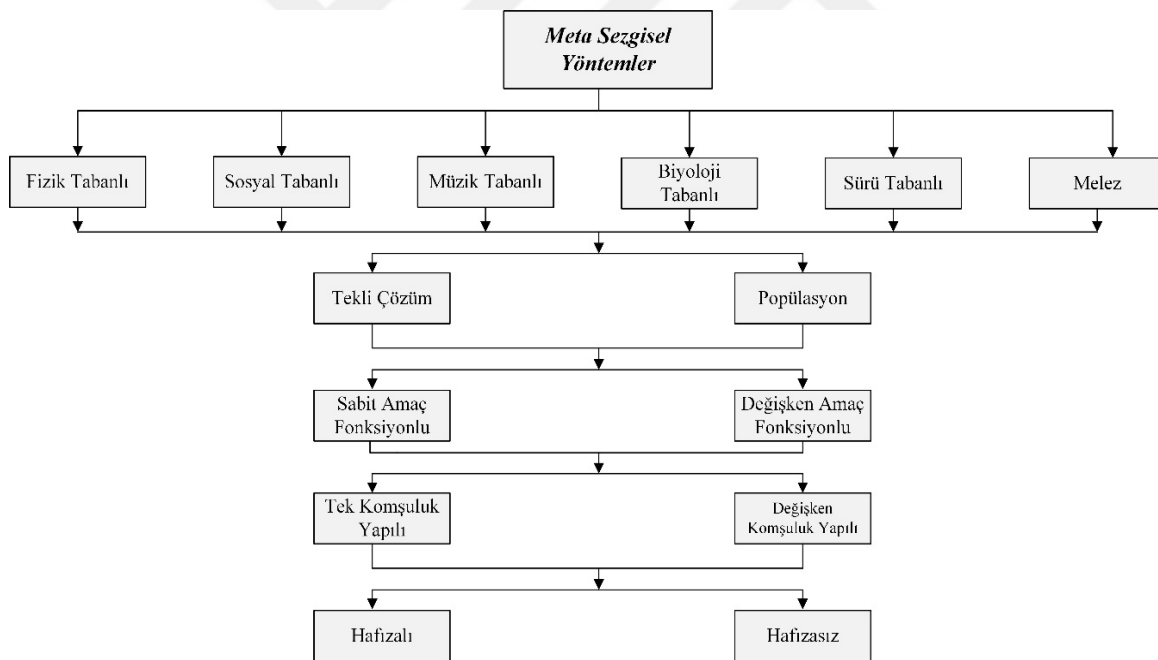 Meta Sezgisel
Yöntemler
Fizik Tabanlı
Sosyal Tabanlı
Müzik Tabanlı
Biyoloji
Tabanlı
Sürü Tabanlı
Melez
Tekli Çözüm
Popülasyon
Sabit Amaç
Fonksiyonlu
Değişken Amaç
Fonksiyonlu
Tek Komşuluk
Yapılı
Değişken
Komşuluk Yapılı
Hafızalı
Hafızasız